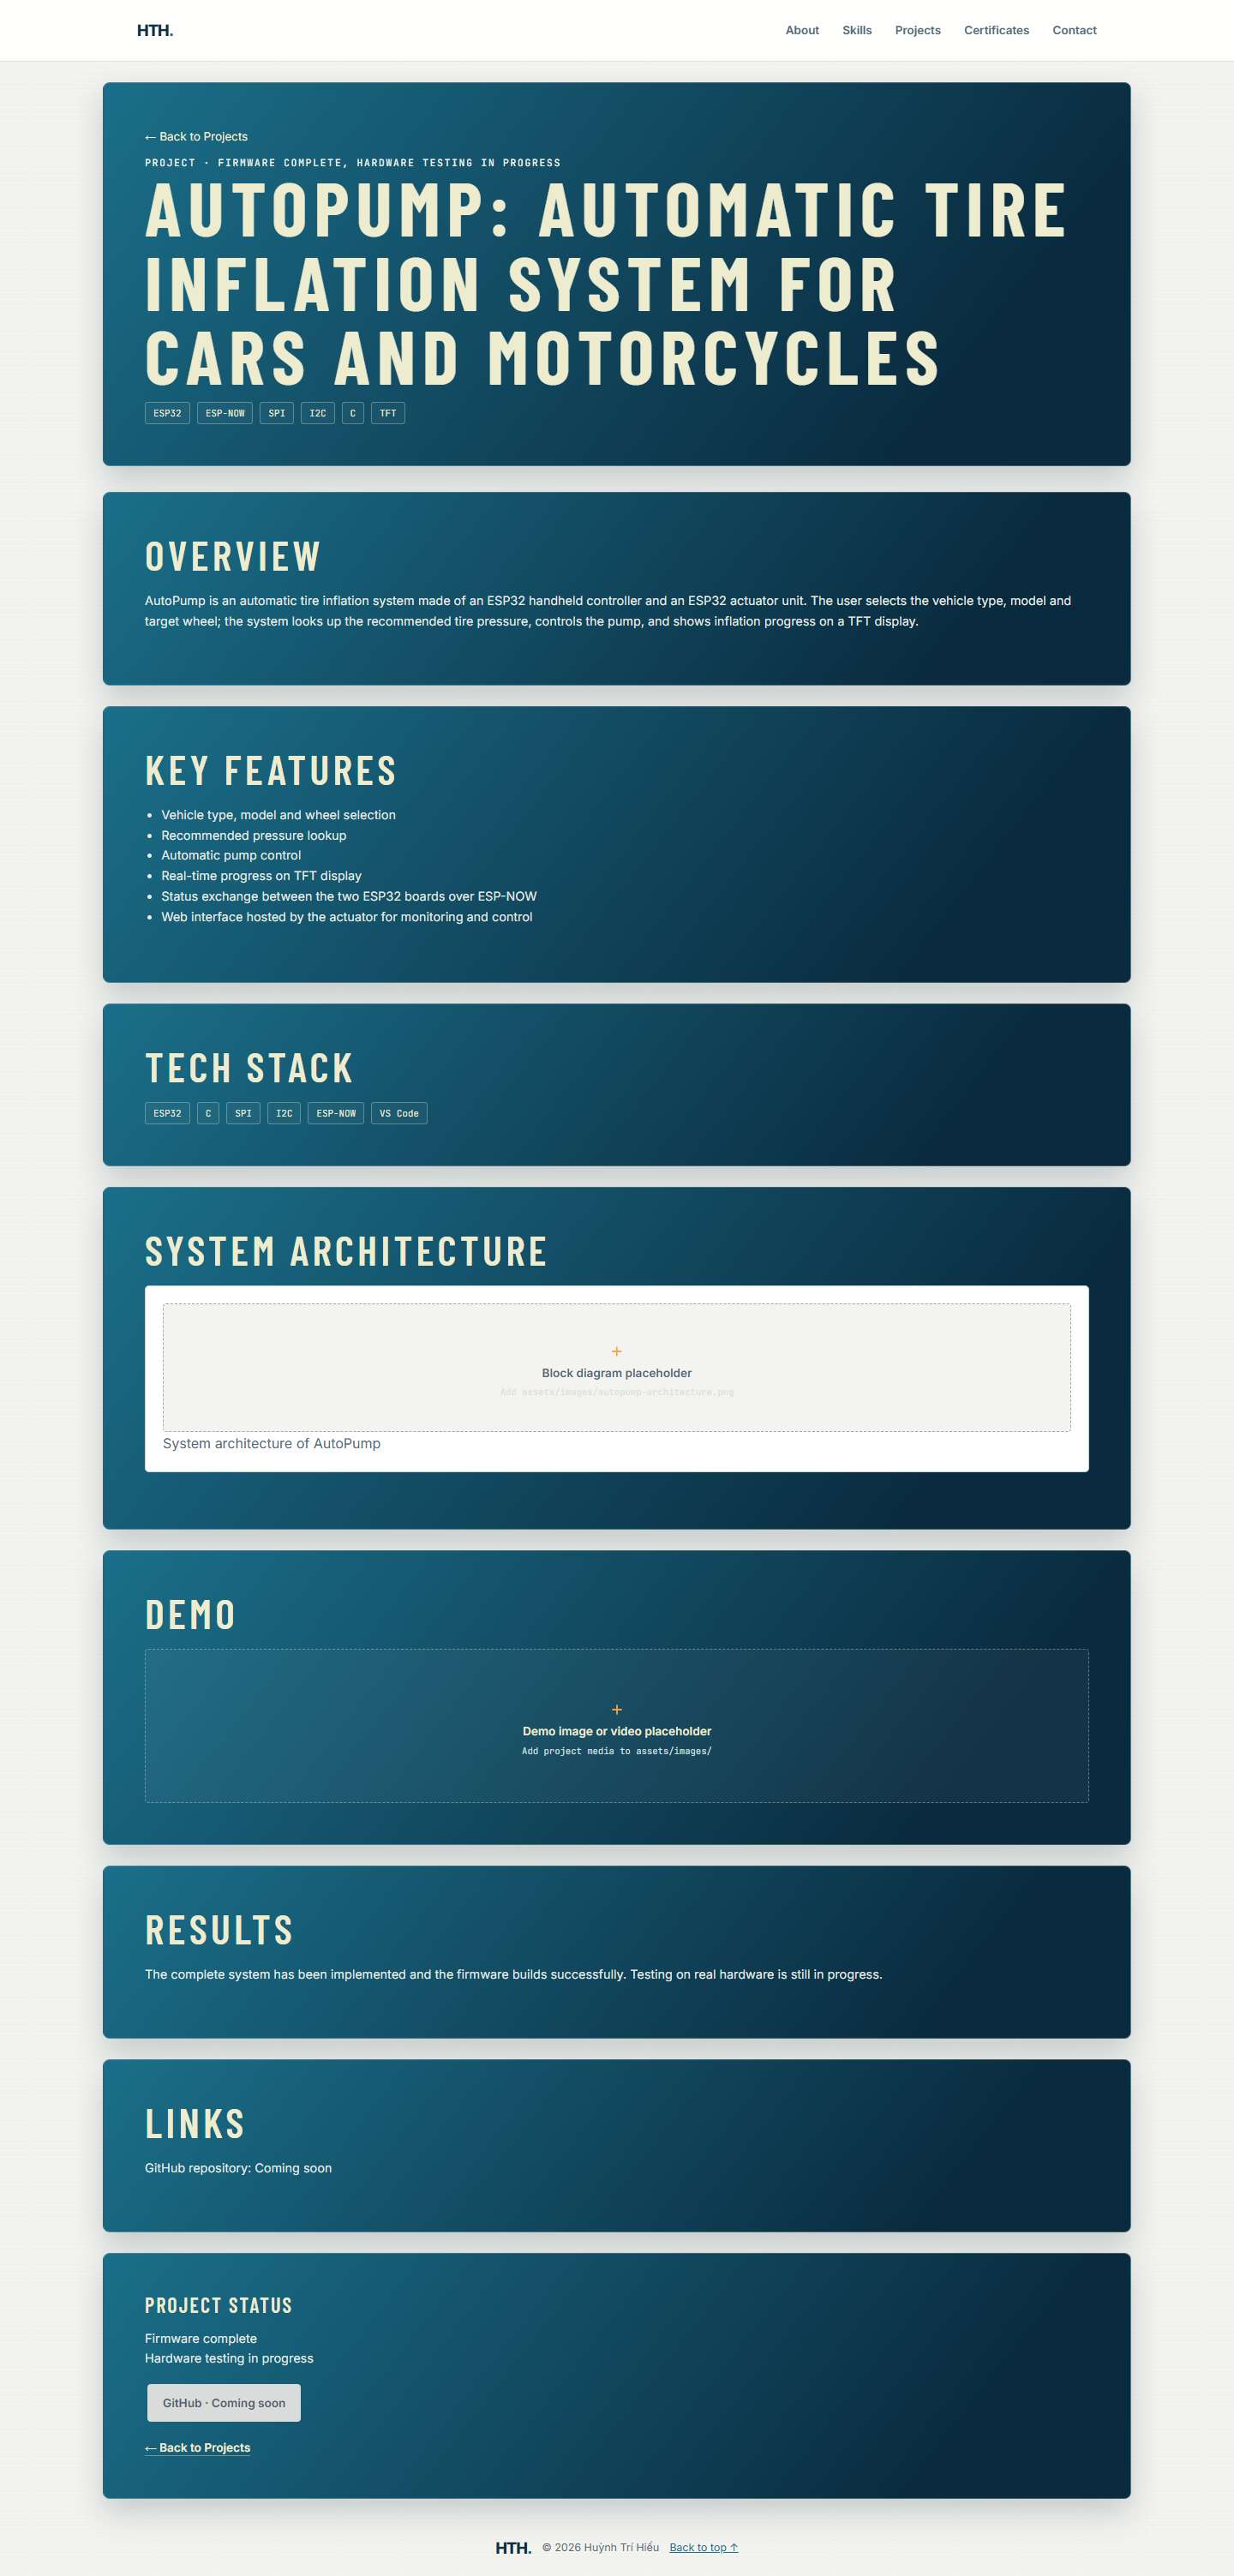 HTH.
About Skills Projects Certificates Contact
← Back to Projects
PROJECT · FIRMWARE COMPLETE, HARDWARE TESTING IN PROGRESS
AUTOPUMP: AUTOMATIC TIRE
INFLATION SYSTEM FOR
CARS AND MOTORCYCLES
ESP32 ESP-NOW SPI I2C C TFT
OVERVIEW
AutoPump is an automatic tire inflation system made of an ESP32 handheld controller and an ESP32 actuator unit. The user selects the vehicle type, model and
target wheel; the system looks up the recommended tire pressure, controls the pump, and shows inflation progress on a TFT display.
KEY FEATURES
• Vehicle type, model and wheel selection
• Recommended pressure lookup
• Automatic pump control
• Real-time progress on TFT display
• Status exchange between the two ESP32 boards over ESP-NOW
• Web interface hosted by the actuator for monitoring and control
TECH STACK
ESP32 C SPI I2C ESP-NOW VS Code
SYSTEM ARCHITECTURE
+
Block diagram placeholder
Add assets/images/autopump-architecture.png
System architecture of AutoPump
DEMO
+
Demo image or video placeholder
Add project media to assets/images/
RESULTS
The complete system has been implemented and the firmware builds successfully. Testing on real hardware is still in progress.
LINKS
GitHub repository: Coming soon
PROJECT STATUS
Firmware complete
Hardware testing in progress
GitHub · Coming soon
← Back to Projects
HTH. © 2026 Huỳnh Trí Hiếu Back to top ↑